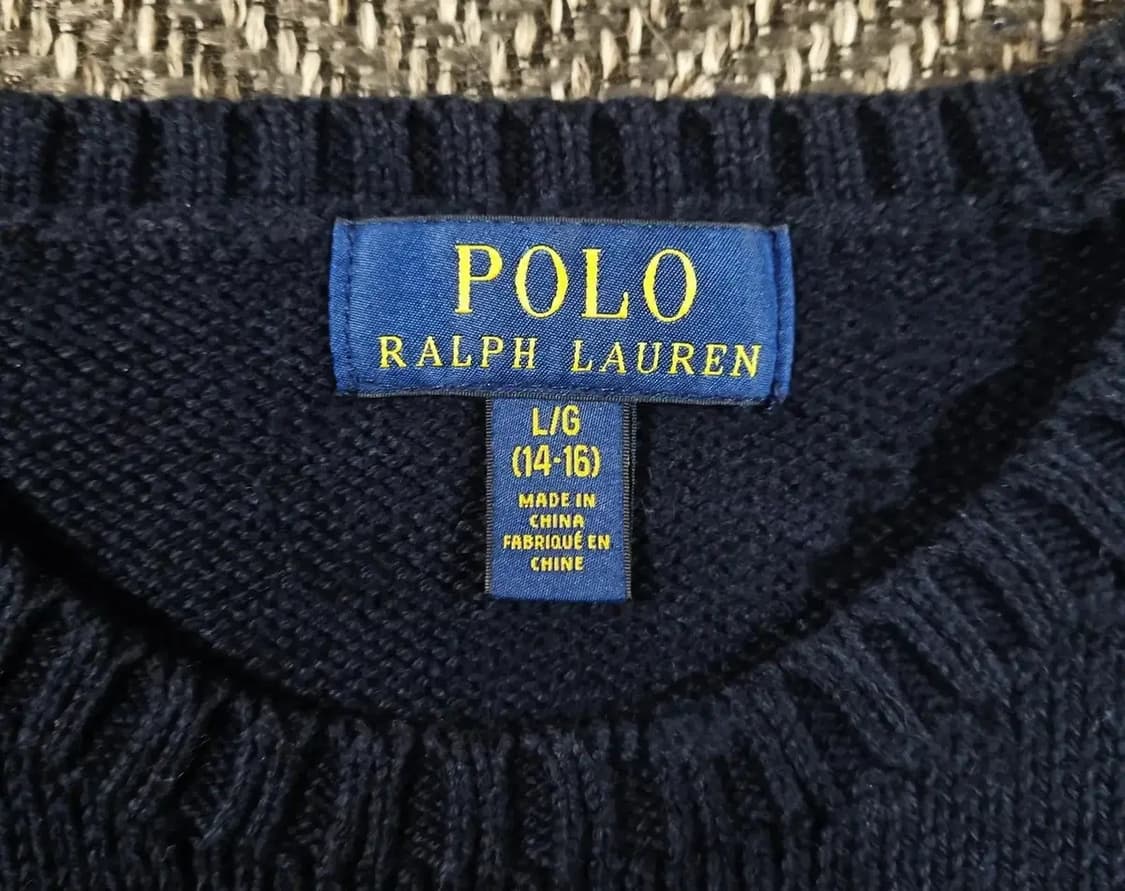 POLO
RALPH LAUREN
L/G
(14-16)
MADE IN
CHINA
FABRIQUÉ EN
CHINE